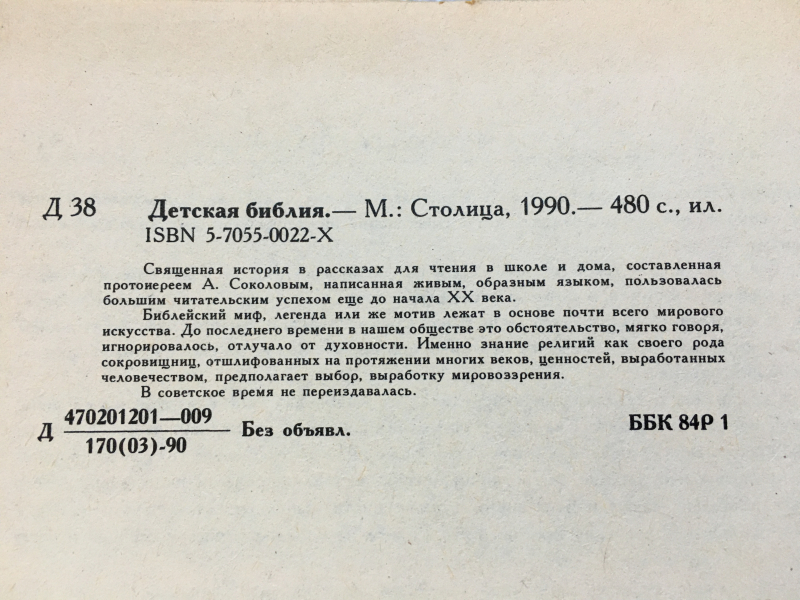 Д 38 Детская библия.— М.: Столица, 1990.— 480 с., ил.
ISBN 5-7055-0022-X
Священная история в рассказах для чтения в школе и дома, составленная
протоиереем А. Соколовым, написанная живым, образным языком, пользовалась
большим читательским успехом еще до начала XX века.
Библейский миф, легенда или же мотив лежат в основе почти всего мирового
искусства. До последнего времени в нашем обществе это обстоятельство, мягко говоря,
игнорировалось, отлучало от духовности. Именно знание религий как своего рода
сокровищниц, отшлифованных на протяжении многих веков, ценностей, выработанных
человечеством, предполагает выбор, выработку мировоззрения.
В советское время не переиздавалась.
Д 470201201—009
170(03)-90 Без объявл. ББК 84Р 1